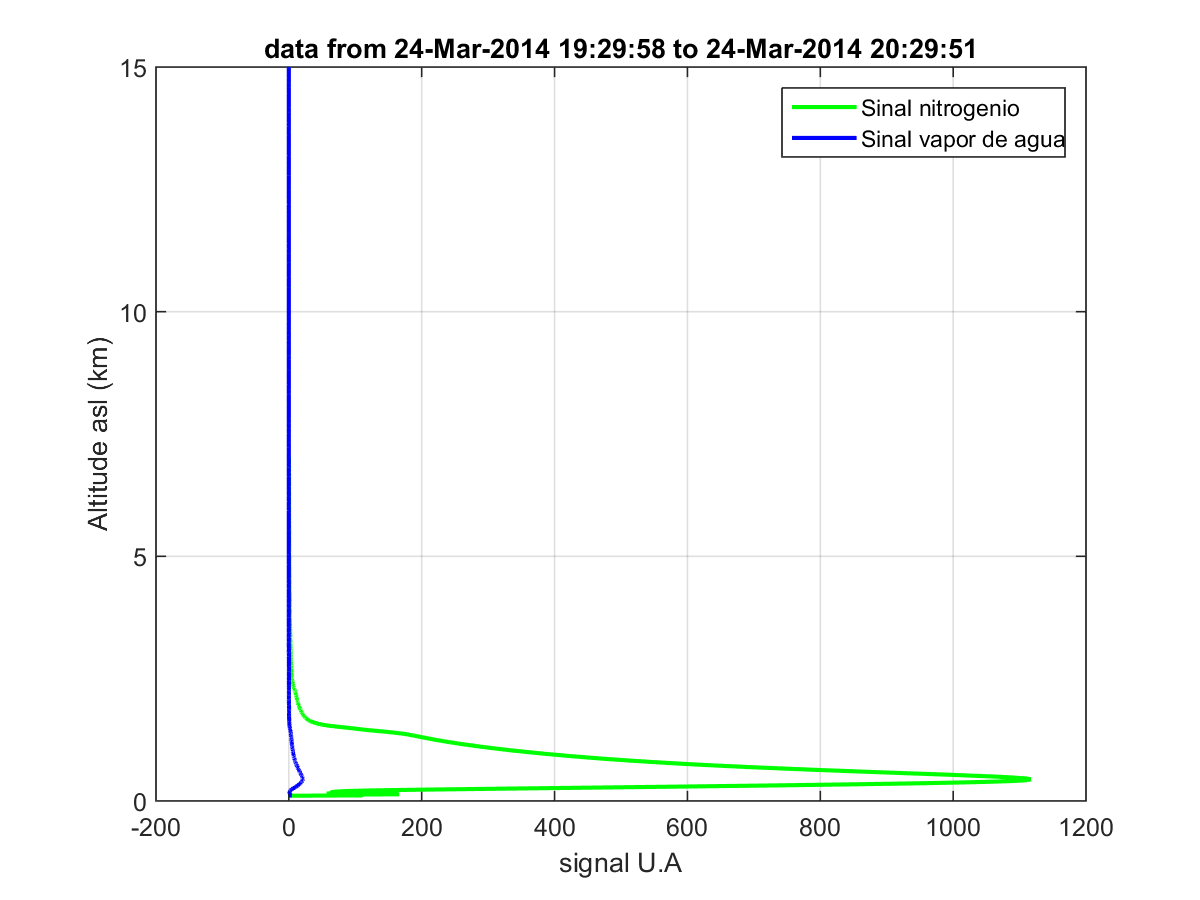 data from 24-Mar-2014 19:29:58 to 24-Mar-2014 20:29:51
Sinal nitrogenio
Sinal vapor de agua
15
10
5
0
Altitude asl (km)
-200 0 200 400 600 800 1000 1200
signal U.A